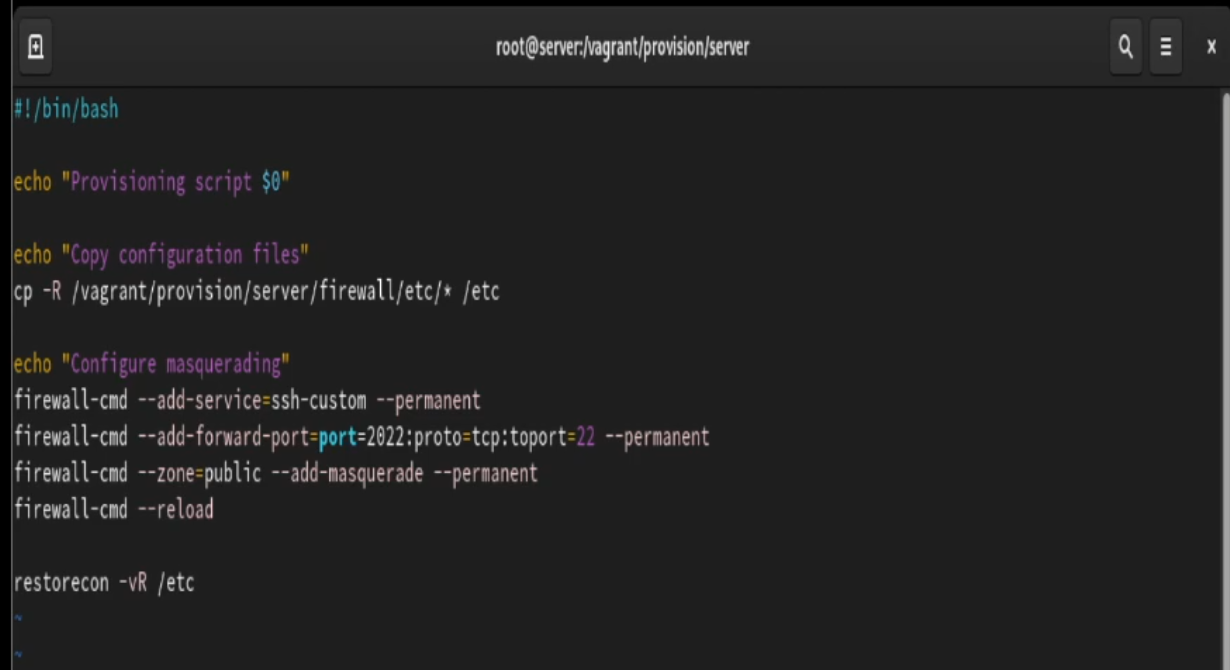 root@server:/vagrant/provision/server
#!/bin/bash
echo "Provisioning script $0"
echo "Copy configuration files"
cp -R /vagrant/provision/server/firewall/etc/* /etc
echo "Configure masquerading"
firewall-cmd --add-service=ssh-custom --permanent
firewall-cmd --add-forward-port=port=2022:proto=tcp:toport=22 --permanent
firewall-cmd --zone=public --add-masquerade --permanent
firewall-cmd --reload
restorecon -vR /etc
~
~